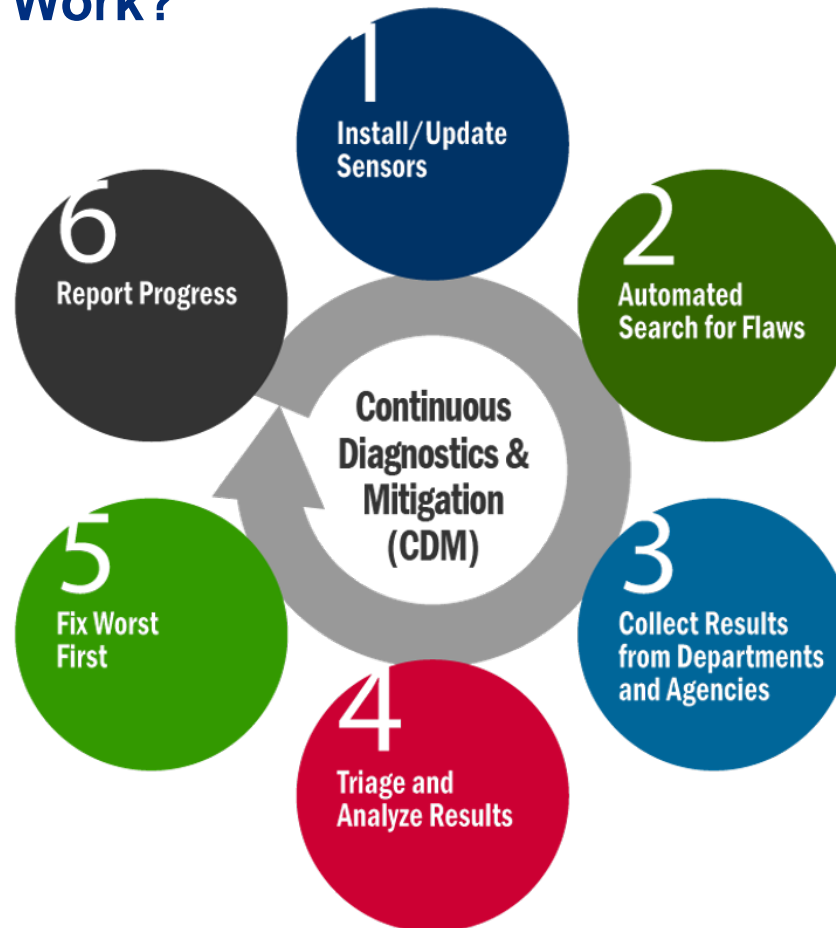 Work?
1
Install/Update
Sensors
2
Automated
Search for Flaws
3
Collect Results
from Departments
and Agencies
4
Triage and
Analyze Results
5
Fix Worst
First
6
Report Progress
Continuous
Diagnostics &
Mitigation
(CDM)